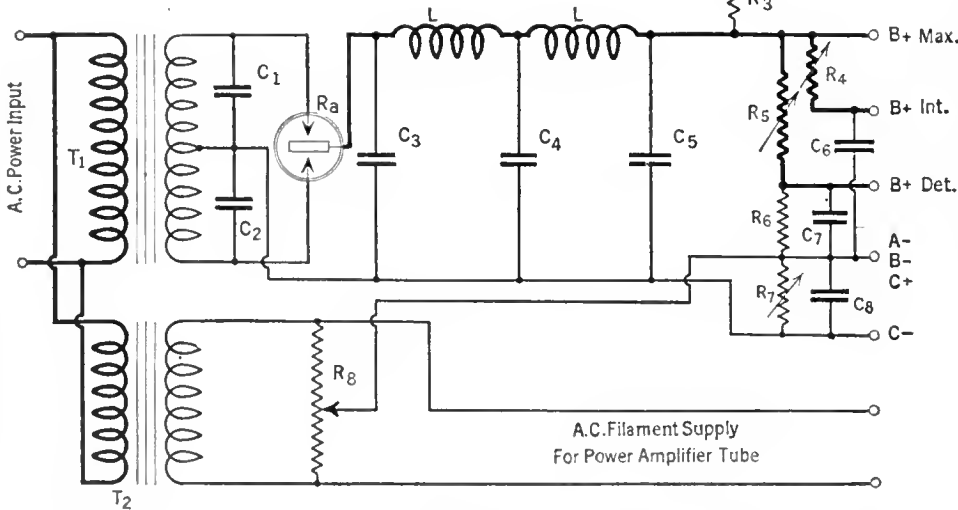 R3
L
L
B+ Max.
A.C. Power Input
T1
C1
Ra
C3
C4
C5
R5
R4
B+ Int.
C6
B+ Det.
C2
R6
C7
A-
B-
C+
R7
C8
C-
R8
A.C. Filament Supply
For Power Amplifier Tube
T2